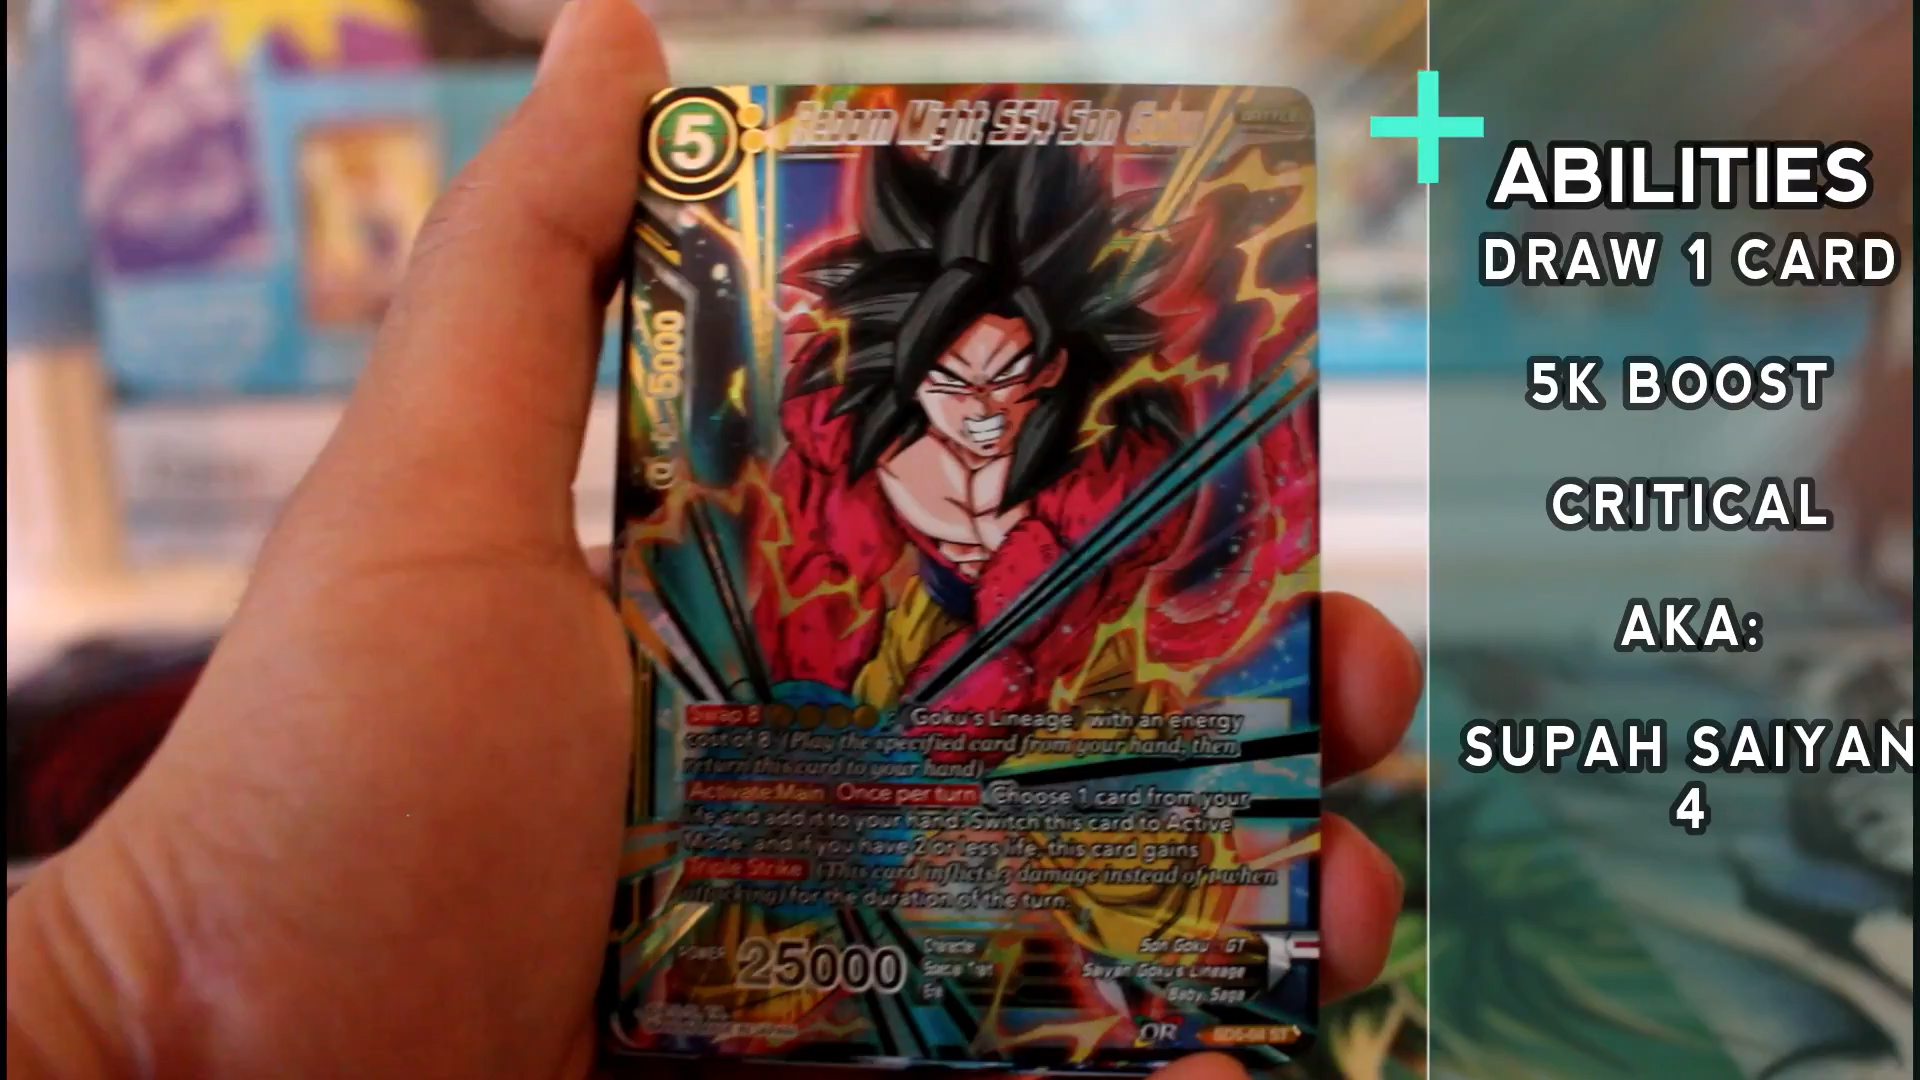 5
Reborn Might SS4 Son Goku
BATTLE
5000
Swap 8 : Goku's Lineage, with an energy
cost of 8 (Play the specified card from your hand, then
return this card to your hand)
Activate:Main Once per turn Choose 1 card from your
life and add it to your hand. Switch this card to Active
Mode, and if you have 2 or less life, this card gains
Triple Strike (This card inflicts 3 damage instead of 1 when
attacking) for the duration of the turn.
POWER 25000
Character Son Goku : GT
Special Trait Saiyan Goku's Lineage
Era Baby Saga
ABILITIES
DRAW 1 CARD
5K BOOST
CRITICAL
AKA:
SUPAH SAIYAN
4